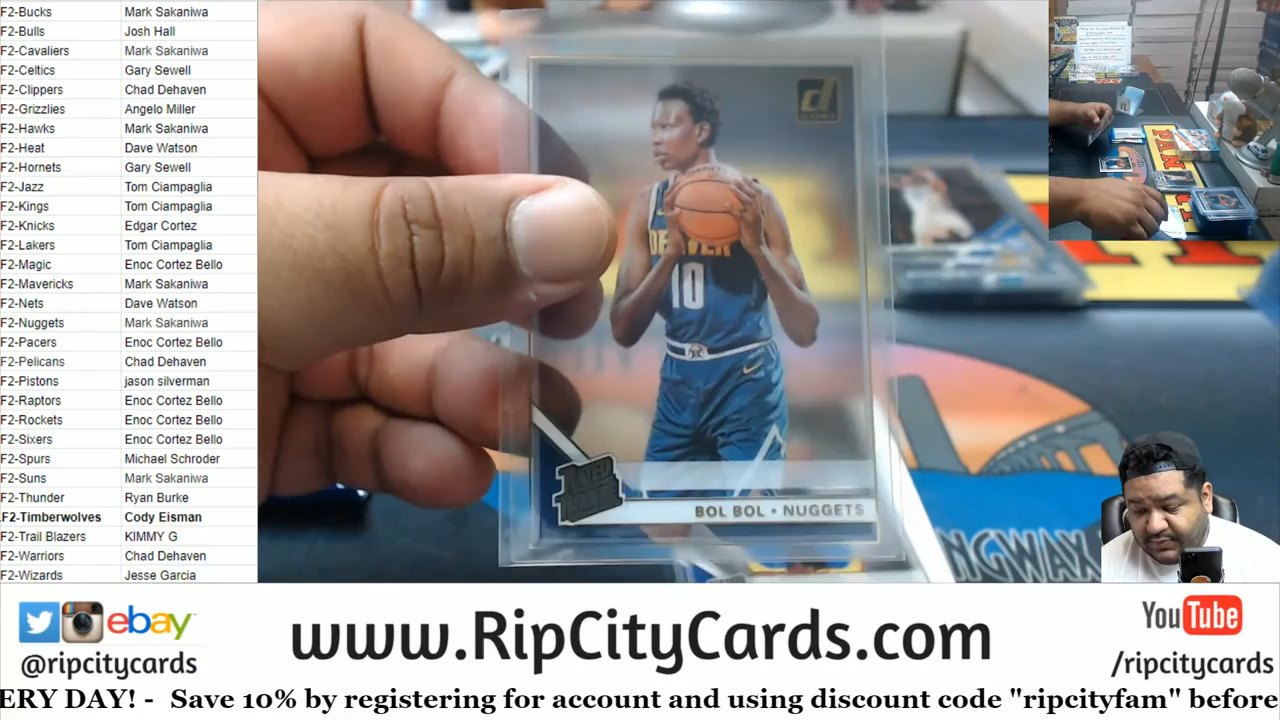 F2-Bucks Mark Sakaniwa
F2-Bulls Josh Hall
F2-Cavaliers Mark Sakaniwa
F2-Celtics Gary Sewell
F2-Clippers Chad Dehaven
F2-Grizzlies Angelo Miller
F2-Hawks Mark Sakaniwa
F2-Heat Dave Watson
F2-Hornets Gary Sewell
F2-Jazz Tom Ciampaglia
F2-Kings Tom Ciampaglia
F2-Knicks Edgar Cortez
F2-Lakers Tom Ciampaglia
F2-Magic Enoc Cortez Bello
F2-Mavericks Mark Sakaniwa
F2-Nets Dave Watson
F2-Nuggets Mark Sakaniwa
F2-Pacers Enoc Cortez Bello
F2-Pelicans Chad Dehaven
F2-Pistons jason silverman
F2-Raptors Enoc Cortez Bello
F2-Rockets Enoc Cortez Bello
F2-Sixers Enoc Cortez Bello
F2-Spurs Michael Schroder
F2-Suns Mark Sakaniwa
F2-Thunder Ryan Burke
F2-Timberwolves Cody Eisman
F2-Trail Blazers KIMMY G
F2-Warriors Chad Dehaven
F2-Wizards Jesse Garcia
d
DENVER
10
RATED ROOKIE
BOL BOL • NUGGETS
NGWAX
PANI
ebay
@ripcitycards
www.RipCityCards.com
YouTube
/ripcitycards
ERY DAY! - Save 10% by registering for account and using discount code "ripcityfam" before